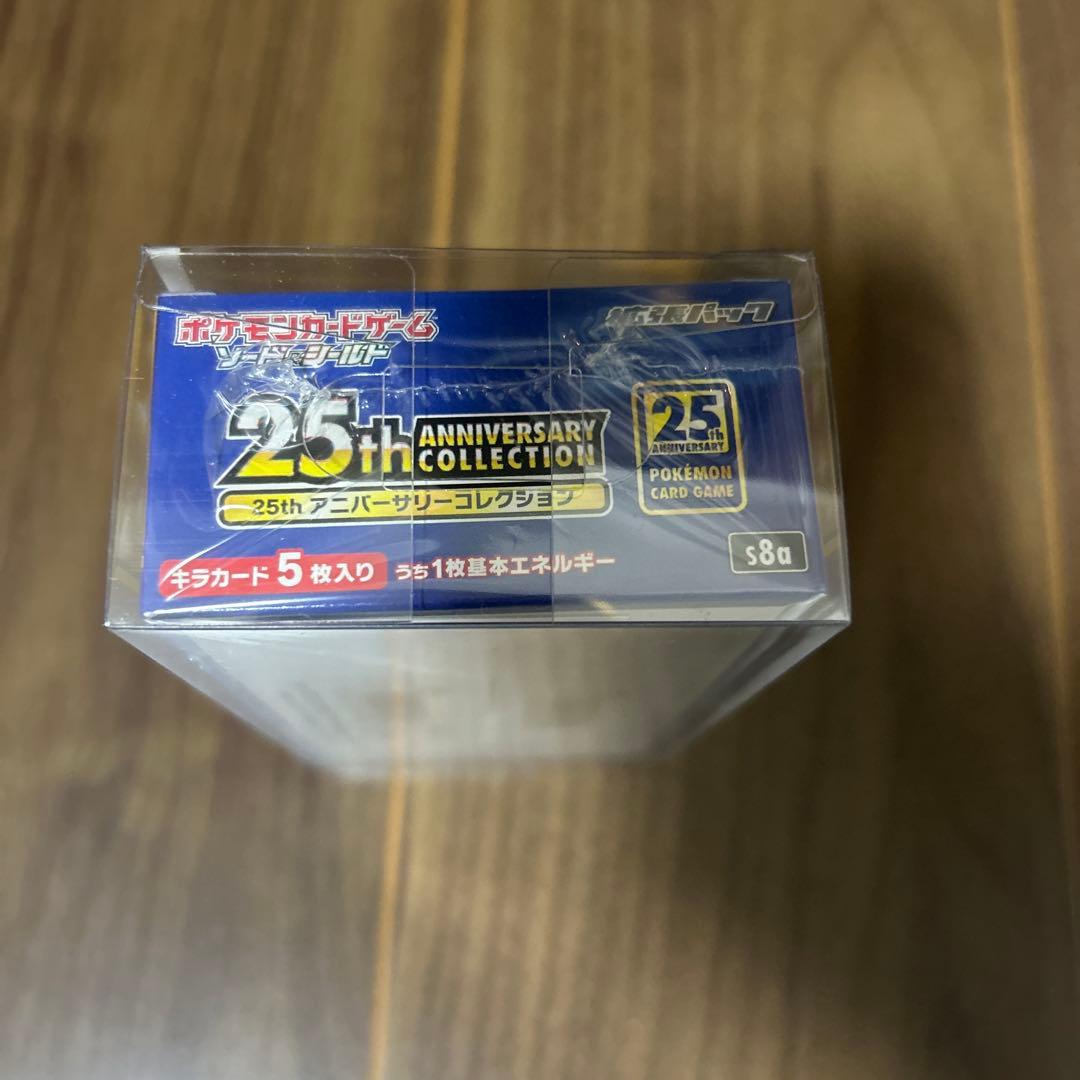 ポケモンカードゲーム
ソード&シールド
拡張パック
25th ANNIVERSARY COLLECTION
25th アニバーサリーコレクション
25th ANNIVERSARY
POKÉMON
CARD GAME
キラカード5枚入り うち1枚基本エネルギー
s8a